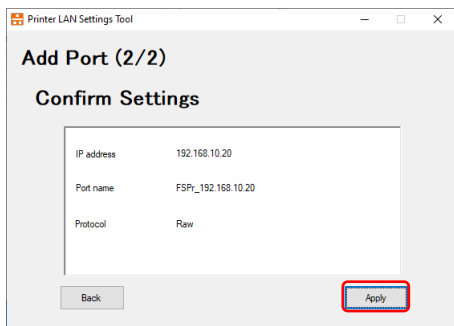 Printer LAN Settings Tool
Add Port (2/2)
Confirm Settings
IP address 192.168.10.20
Port name FSPr_192.168.10.20
Protocol Raw
Back Apply